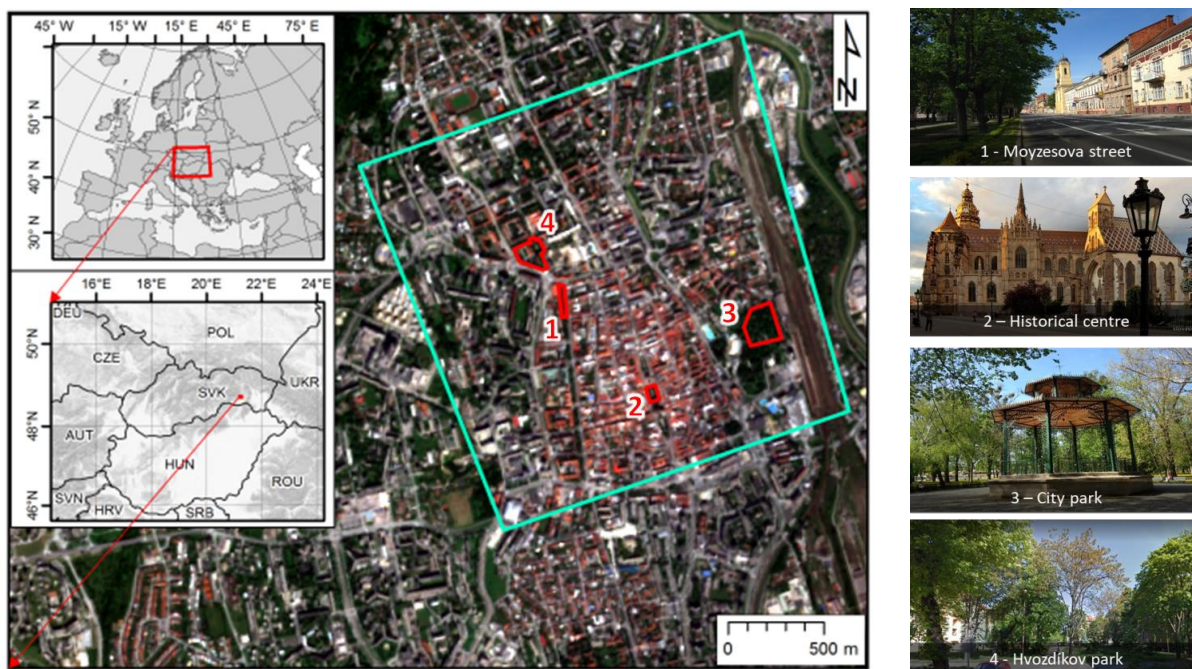 45° W
15°E
30°E
75° E
60° N
50° N
40° N
30° N
16°E
18°E
20°E
22°E
24°E
50°N
48°N
46°N
DEU
POL
CZE
UKR
SVK
AUT
HUN
ROU
SVN
HRV
SRB
N
4
1
3
2
0
500 m
1 - Moyzesova street
2 – Historical centre
3 – City park
4 - Hvozdíkov park